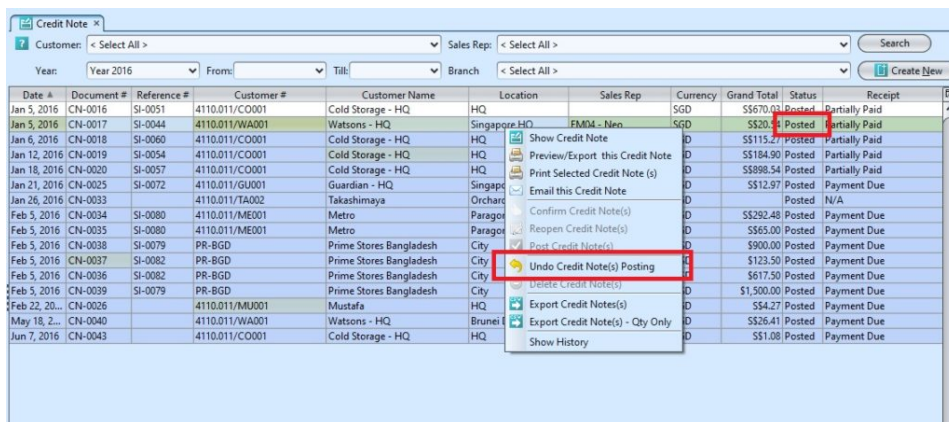 Credit Note
Customer: < Select All > Sales Rep: < Select All > Search
Year: Year 2016 From: Till: Branch < Select All > Create New
Date Document # Reference # Customer # Customer Name Location Sales Rep Currency Grand Total Status Receipt
Jan 5, 2016 CN-0016 SI-0051 4110.011/CO001 Cold Storage - HQ HQ SGD S$670.03 Posted Partially Paid
Jan 5, 2016 CN-0017 SI-0044 4110.011/WA001 Watsons - HQ Singapore HQ FM04 - Neo SGD S$20.54 Posted Partially Paid
Jan 6, 2016 CN-0018 SI-0060 4110.011/CO001 Cold Storage - HQ HQ S$115.27 Posted Partially Paid
Jan 12, 2016 CN-0019 SI-0054 4110.011/CO001 Cold Storage - HQ HQ S$184.90 Posted Partially Paid
Jan 18, 2016 CN-0020 SI-0057 4110.011/CO001 Cold Storage - HQ HQ S$898.54 Posted Partially Paid
Jan 21, 2016 CN-0025 SI-0072 4110.011/GU001 Guardian - HQ Singapo S$12.97 Posted Payment Due
Jan 26, 2016 CN-0033 4110.011/TA002 Takashimaya Orchard Posted N/A
Feb 5, 2016 CN-0034 SI-0080 4110.011/ME001 Metro Paragon S$292.48 Posted Payment Due
Feb 5, 2016 CN-0035 SI-0080 4110.011/ME001 Metro Paragon S$65.00 Posted Payment Due
Feb 5, 2016 CN-0038 SI-0079 PR-BGD Prime Stores Bangladesh City $900.00 Posted Payment Due
Feb 5, 2016 CN-0037 SI-0082 PR-BGD Prime Stores Bangladesh City $123.50 Posted Payment Due
Feb 5, 2016 CN-0036 SI-0082 PR-BGD Prime Stores Bangladesh City $617.50 Posted Payment Due
Feb 5, 2016 CN-0039 SI-0079 PR-BGD Prime Stores Bangladesh City $1,500.00 Posted Payment Due
Feb 22, 20... CN-0026 4110.011/MU001 Mustafa HQ S$4.27 Posted Payment Due
May 18, 2... CN-0040 4110.011/WA001 Watsons - HQ Brunei S$26.41 Posted Payment Due
Jun 7, 2016 CN-0043 4110.011/CO001 Cold Storage - HQ HQ S$1.08 Posted Payment Due
Show Credit Note
Preview/Export this Credit Note
Print Selected Credit Note (s)
Email this Credit Note
Confirm Credit Note(s)
Reopen Credit Note(s)
Post Credit Note(s)
Undo Credit Note(s) Posting
Delete Credit Note(s)
Export Credit Notes(s)
Export Credit Note(s) - Qty Only
Show History